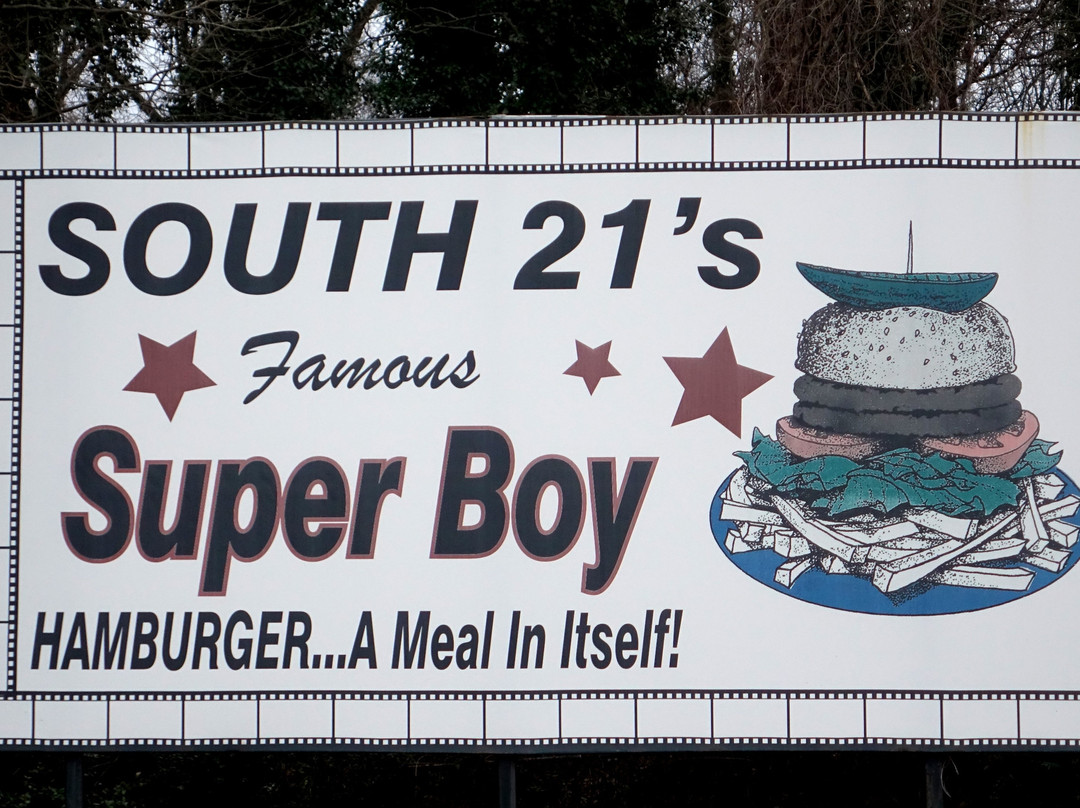 SOUTH 21's
Famous
Super Boy
HAMBURGER...A Meal In Itself!